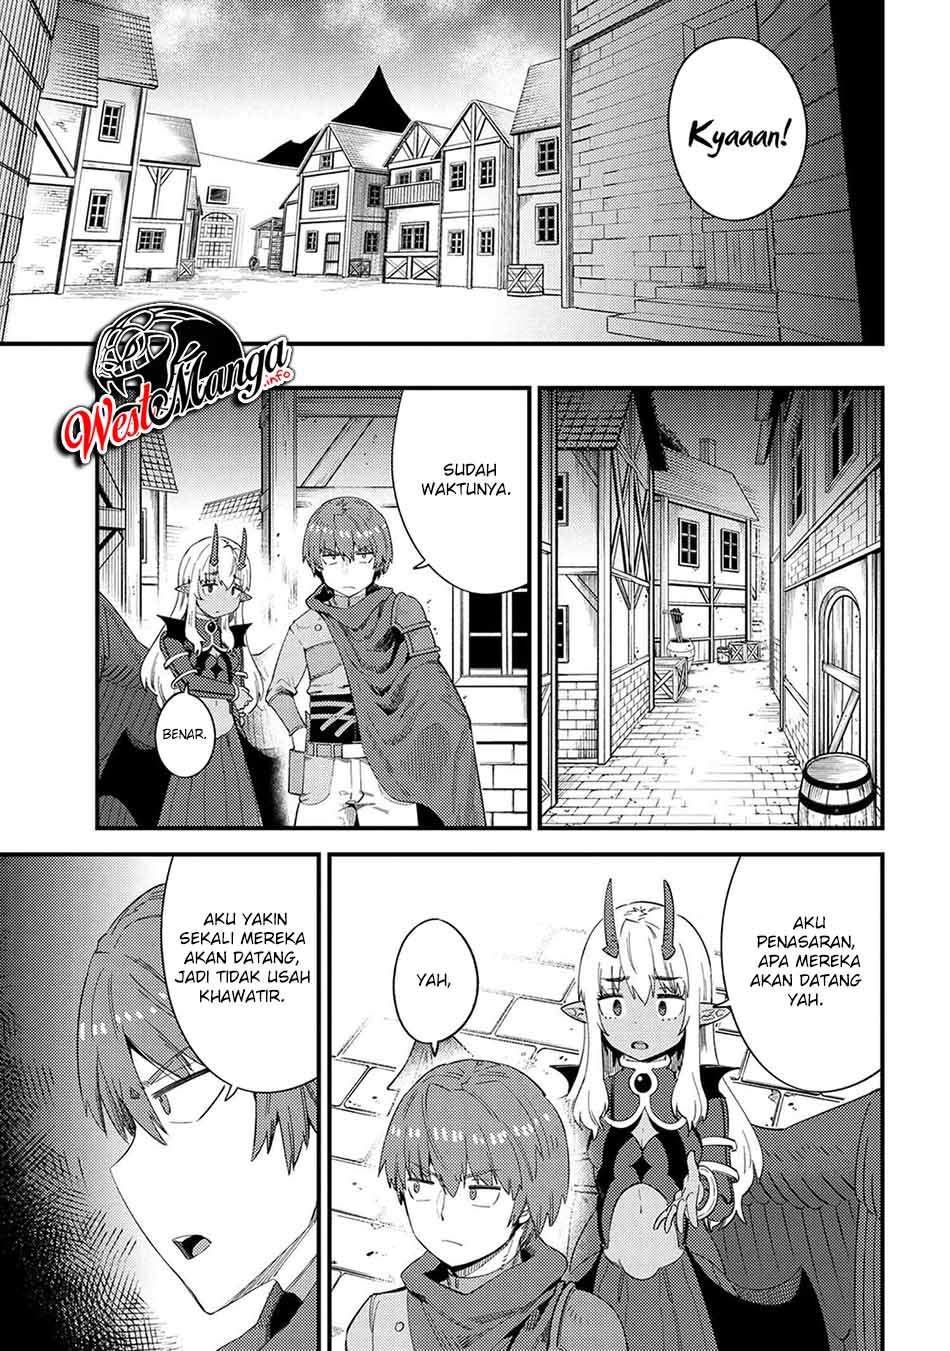 Kyaaan!
WestManga
.info
SUDAH
WAKTUNYA.
BENAR.
AKU
PENASARAN,
APA MEREKA
AKAN DATANG
YAH.
YAH,
AKU YAKIN
SEKALI MEREKA
AKAN DATANG,
JADI TIDAK USAH
KHAWATIR.